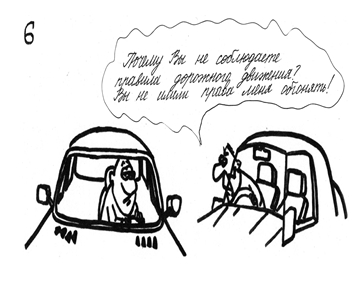 6
Почему Вы не соблюдаете
правила дорожного движения?
Вы не имели права меня обгонять!